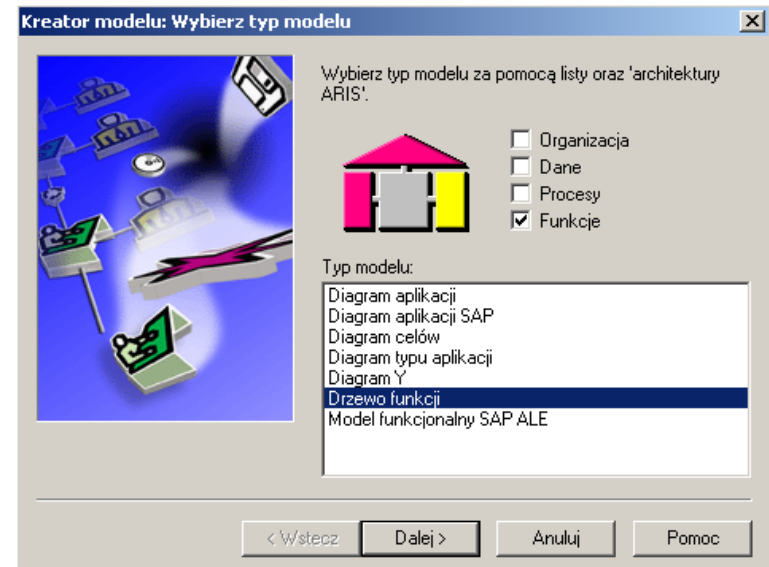 Kreator modelu: Wybierz typ modelu
Wybierz typ modelu za pomocą listy oraz 'architektury
ARIS'.
Organizacja
Dane
Procesy
Funkcje
Typ modelu:
Diagram aplikacji
Diagram aplikacji SAP
Diagram celów
Diagram typu aplikacji
Diagram Y
Drzewo funkcji
Model funkcjonalny SAP ALE
< Wstecz Dalej > Anuluj Pomoc